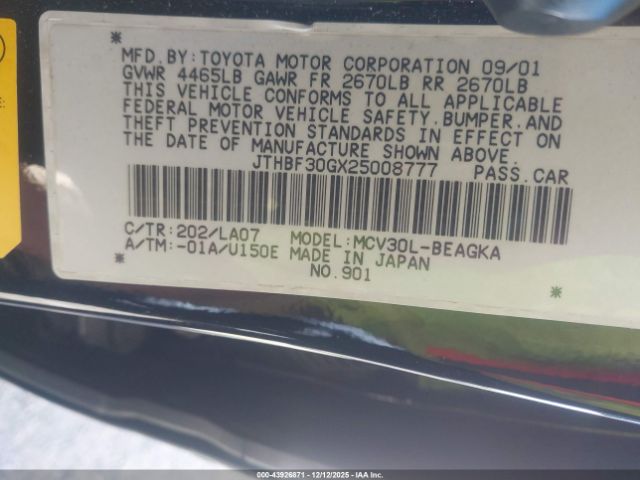 MFD.BY:TOYOTA MOTOR CORPORATION 09/01
GVWR 4465LB GAWR FR 2670LB RR 2670LB
THIS VEHICLE CONFORMS TO ALL APPLICABLE
FEDERAL MOTOR VEHICLE SAFETY,BUMPER,AND
THEFT PREVENTION STANDARDS IN EFFECT ON
THE DATE OF MANUFACTURE SHOWN ABOVE.
JTHBF30GX25008777 PASS.CAR
C/TR:202/LA07 MODEL:MCV30L-BEAGKA
A/TM:-01A/U150E MADE IN JAPAN
NO.901
000-43926871 - 12/12/2025 - © IAA Holdings, LLC